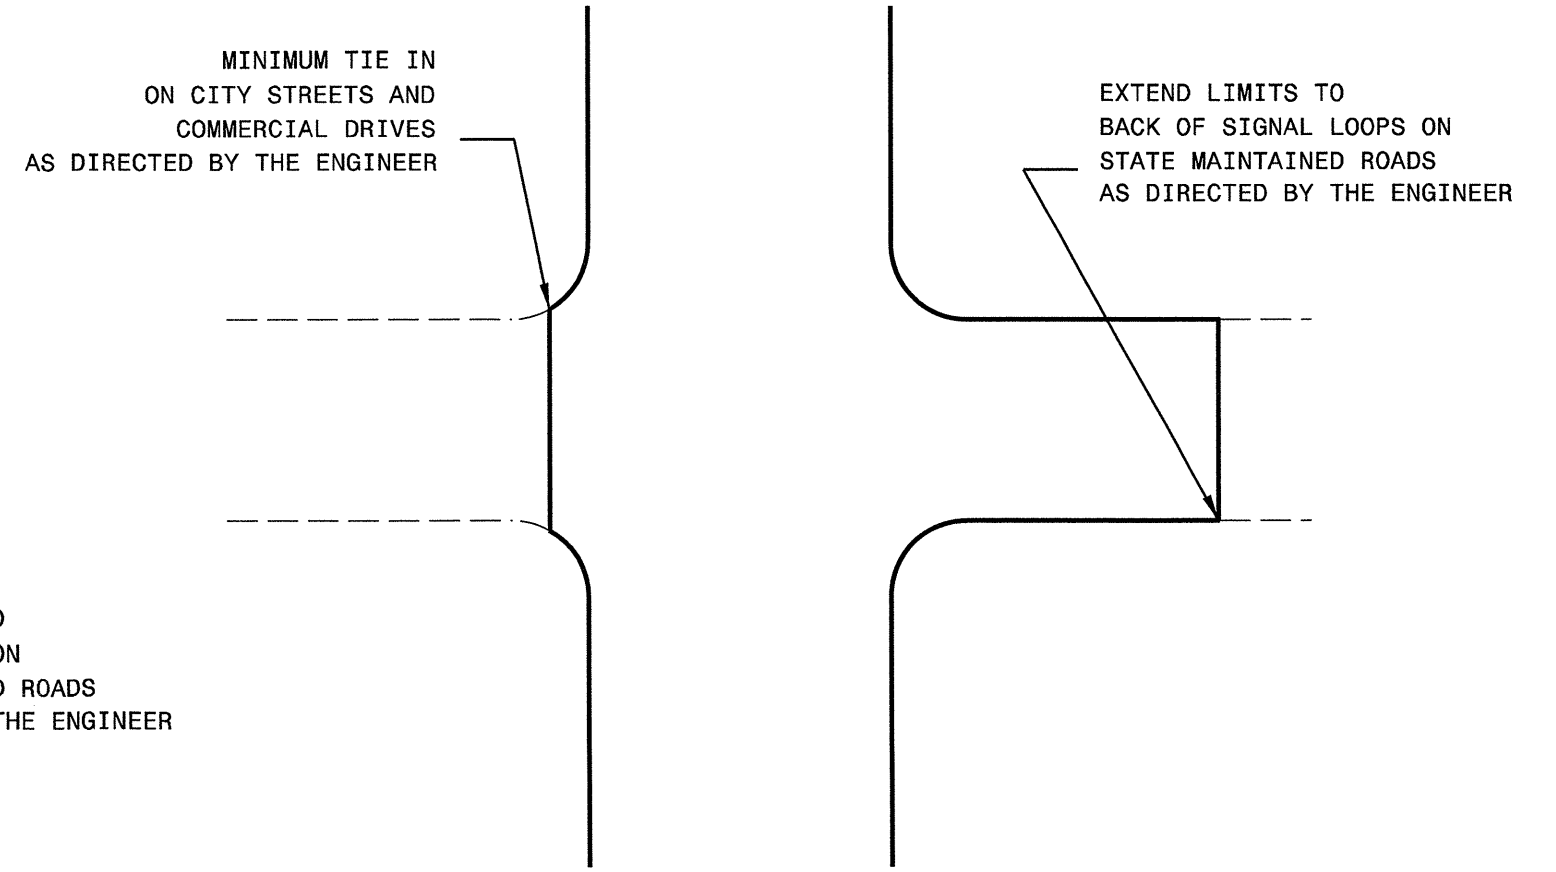 MINIMUM TIE IN
ON CITY STREETS AND
COMMERCIAL DRIVES
AS DIRECTED BY THE ENGINEER
EXTEND LIMITS TO
BACK OF SIGNAL LOOPS ON
STATE MAINTAINED ROADS
AS DIRECTED BY THE ENGINEER
ON
ROADS
THE ENGINEER